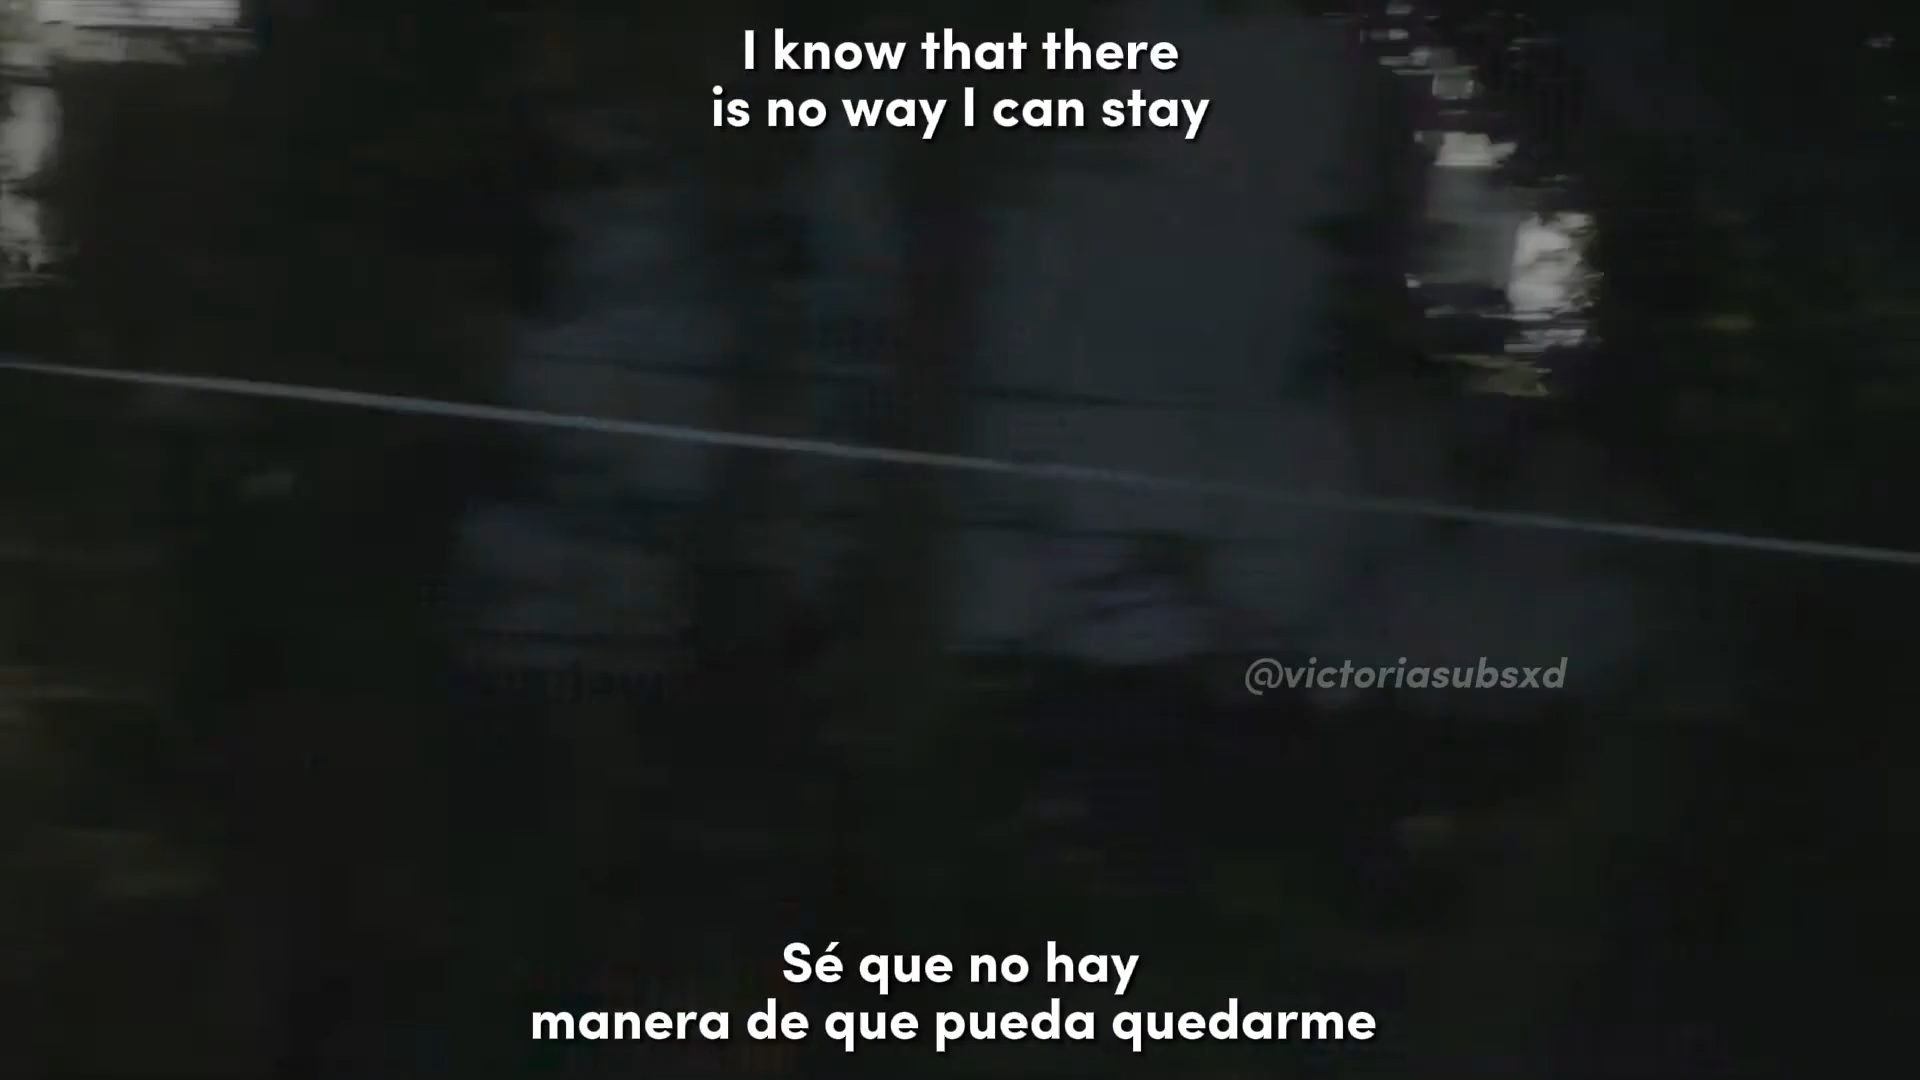 I know that there
is no way I can stay
@victoriasubsxd
Sé que no hay
manera de que pueda quedarme